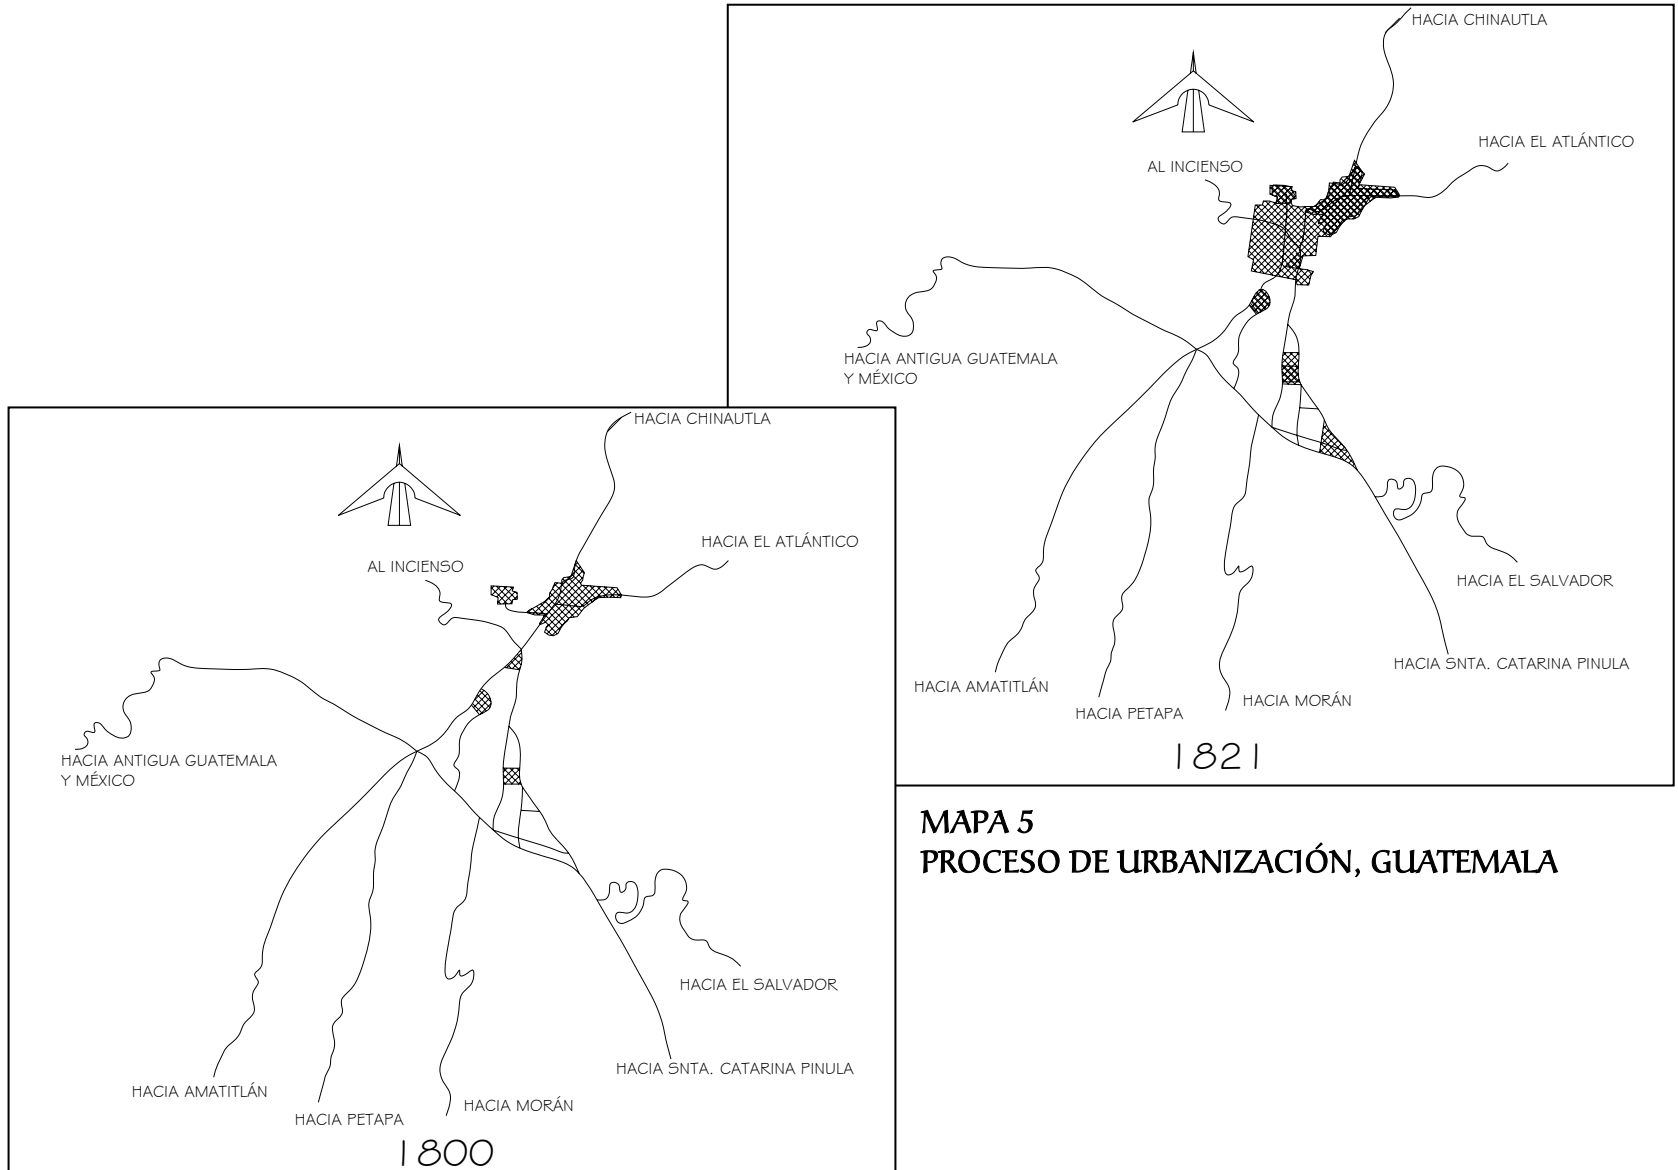 HACIA CHINAUTLA
HACIA EL ATLÁNTICO
AL INCIENSO
HACIA ANTIGUA GUATEMALA
Y MÉXICO
HACIA EL SALVADOR
HACIA SNTA. CATARINA PINULA
HACIA AMATITLÁN
HACIA MORÁN
HACIA PETAPA
1821
MAPA 5
PROCESO DE URBANIZACIÓN, GUATEMALA
HACIA CHINAUTLA
HACIA EL ATLÁNTICO
AL INCIENSO
HACIA ANTIGUA GUATEMALA
Y MÉXICO
HACIA EL SALVADOR
HACIA SNTA. CATARINA PINULA
HACIA AMATITLÁN
HACIA MORÁN
HACIA PETAPA
1800